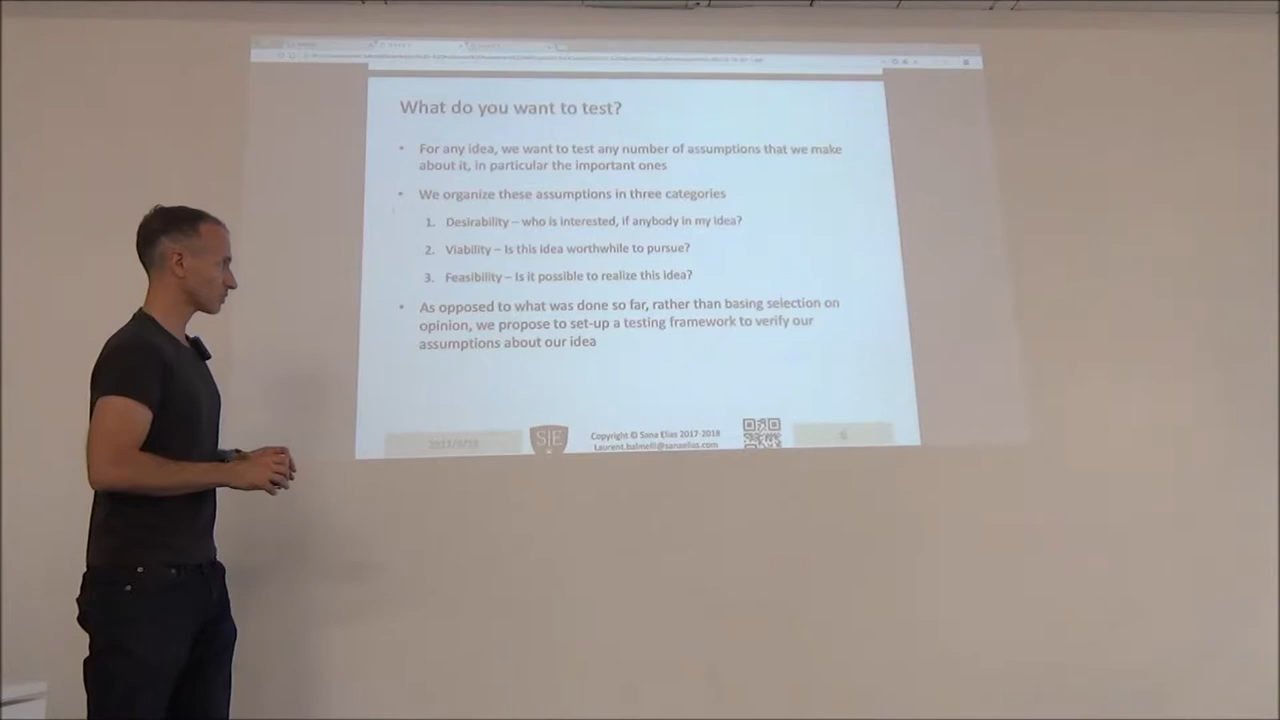 What do you want to test?
• For any idea, we want to test any number of assumptions that we make
about it, in particular the important ones
• We organize these assumptions in three categories
1. Desirability – who is interested, if anybody in my idea?
2. Viability – Is this idea worthwhile to pursue?
3. Feasibility – Is it possible to realize this idea?
• As opposed to what was done so far, rather than basing selection on
opinion, we propose to set-up a testing framework to verify our
assumptions about our idea
SIE
Copyright © Sana Elias 2017-2018
Laurent.balmelli@sanaelias.com
6